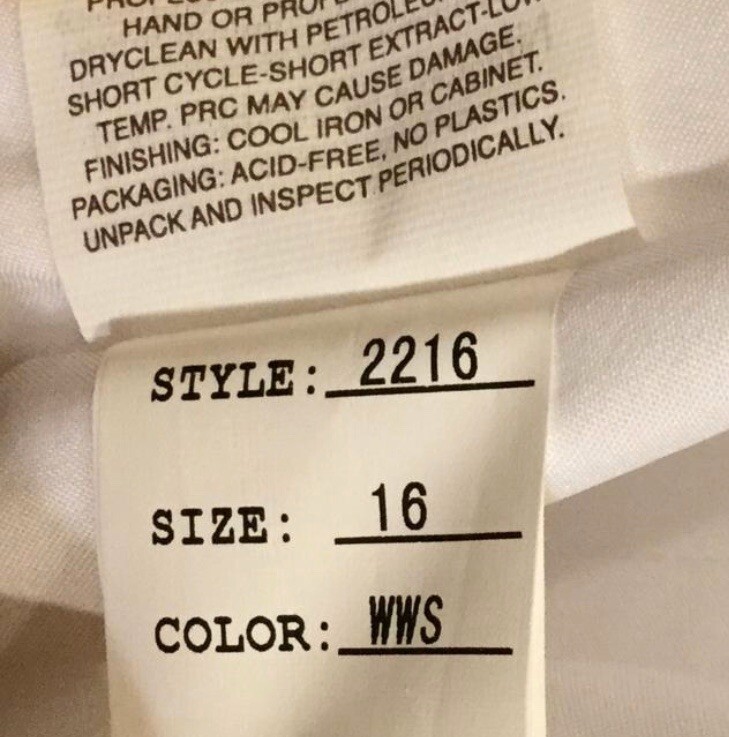 HAND OR
DRYCLEAN WITH
SHORT CYCLE-SHORT
TEMP. PRC MAY CAUSE DAMAGE.
FINISHING: COOL IRON OR CABINET.
PACKAGING: ACID-FREE, NO PLASTICS.
UNPACK AND INSPECT PERIODICALLY.
STYLE: 2216
SIZE: 16
COLOR: WWS